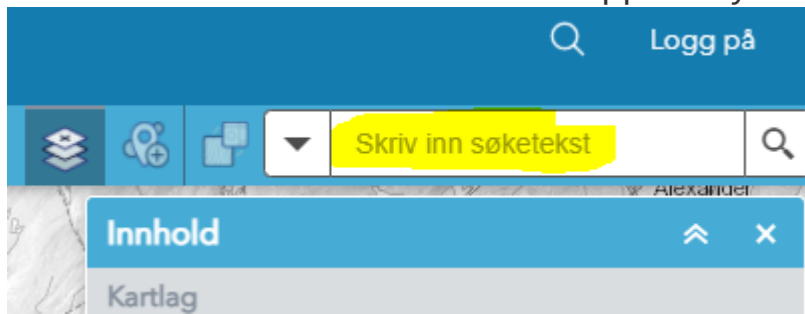 Logg på
Skriv inn søketekst
Alexander
Innhold
Kartlag